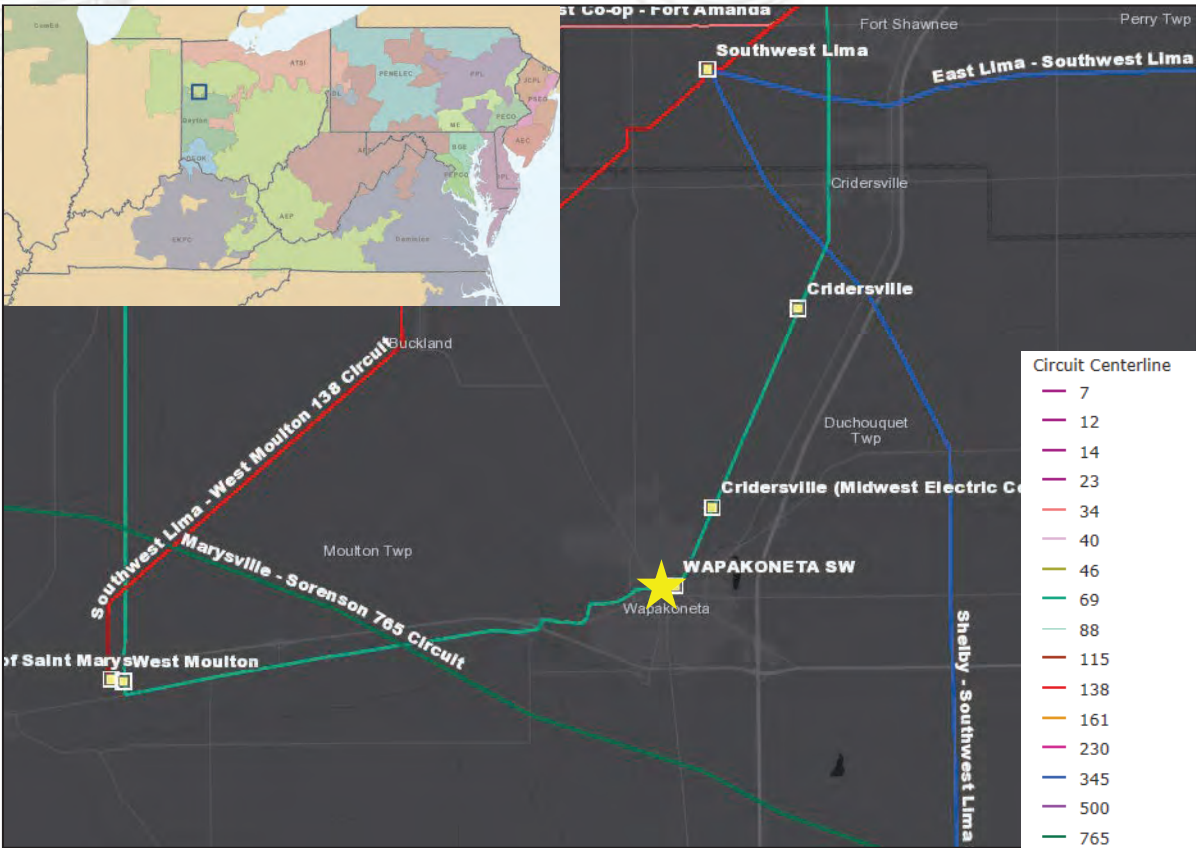 st Co-op - Fort Amanda
Fort Shawnee
Perry Twp
Southwest Lima
East Lima - Southwest Lima
ComEd
ATSI
PENELEC
PPL
JCPL
PSEG
Dayton
ME
PECO
AEC
DEOK
BGE
PEPCO
DPL
AEP
EKPC
Dominion
Cridersville
Cridersville
Buckland
Southwest Lima - West Moulton 138 Circuit
Duchouquet
Twp
Cridersville (Midwest Electric Co
Moulton Twp
Marysville - Sorenson 765 Circuit
WAPAKONETA SW
Wapakoneta
of Saint Marys
West Moulton
Shelby - Southwest Lima
Circuit Centerline
7
12
14
23
34
40
46
69
88
115
138
161
230
345
500
765